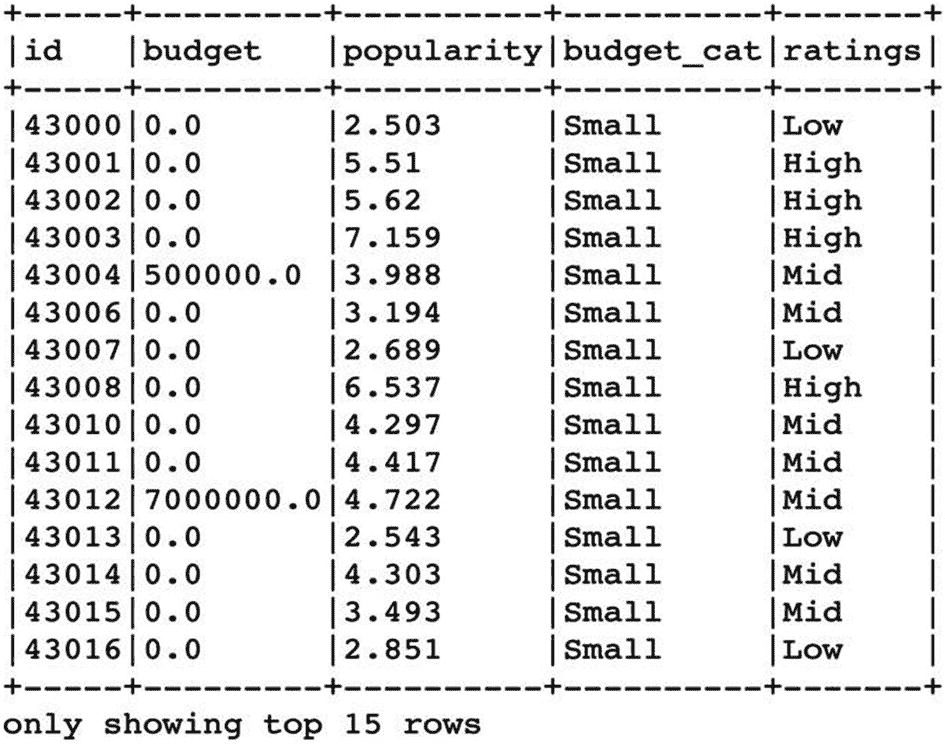 +-----+----------+-----------+-----------+-------+
|id   |budget    |popularity|budget_cat|ratings|
+-----+----------+-----------+-----------+-------+
|43000|0.0       |2.503     |Small     |Low    |
|43001|0.0       |5.51      |Small     |High   |
|43002|0.0       |5.62      |Small     |High   |
|43003|0.0       |7.159     |Small     |High   |
|43004|500000.0  |3.988     |Small     |Mid    |
|43006|0.0       |3.194     |Small     |Mid    |
|43007|0.0       |2.689     |Small     |Low    |
|43008|0.0       |6.537     |Small     |High   |
|43010|0.0       |4.297     |Small     |Mid    |
|43011|0.0       |4.417     |Small     |Mid    |
|43012|7000000.0|4.722     |Small     |Mid    |
|43013|0.0       |2.543     |Small     |Low    |
|43014|0.0       |4.303     |Small     |Mid    |
|43015|0.0       |3.493     |Small     |Mid    |
|43016|0.0       |2.851     |Small     |Low    |
+-----+----------+-----------+-----------+-------+
only showing top 15 rows